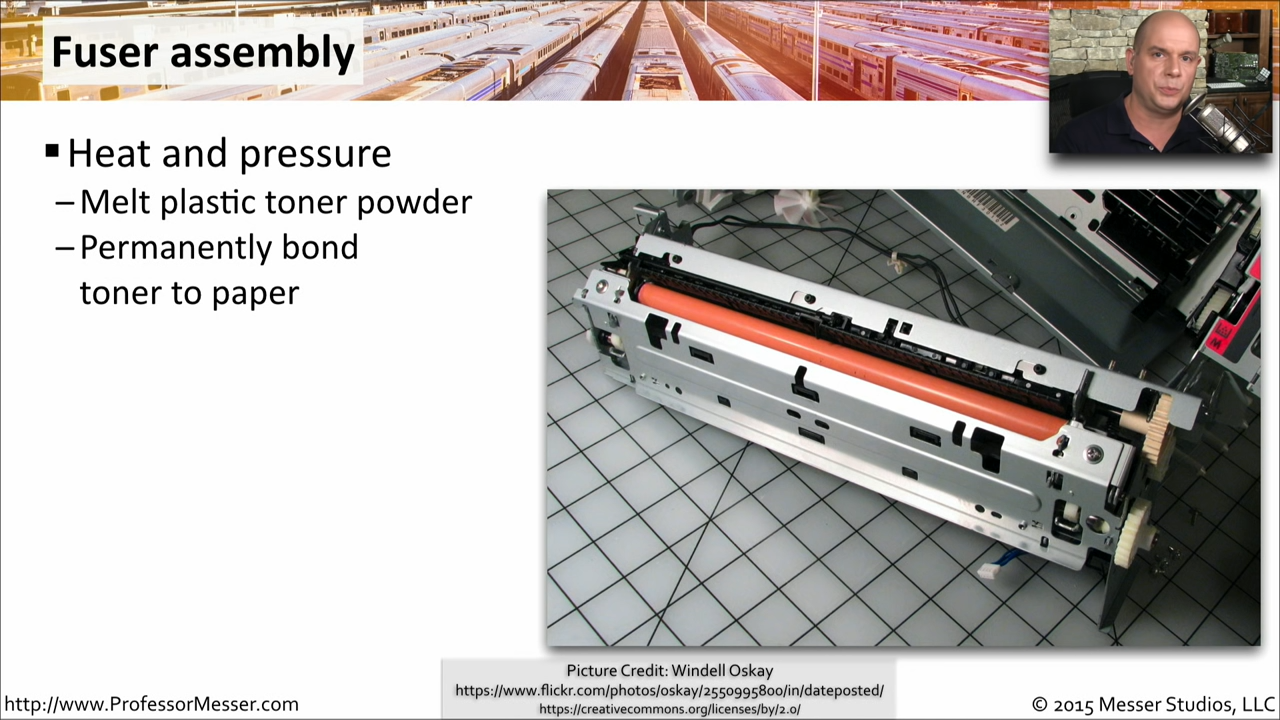 Fuser assembly
▪ Heat and pressure
– Melt plastic toner powder
– Permanently bond
toner to paper
Picture Credit: Windell Oskay
https://www.flickr.com/photos/oskay/2550995800/in/dateposted/
https://creativecommons.org/licenses/by/2.0/
http://www.ProfessorMesser.com
© 2015 Messer Studios, LLC